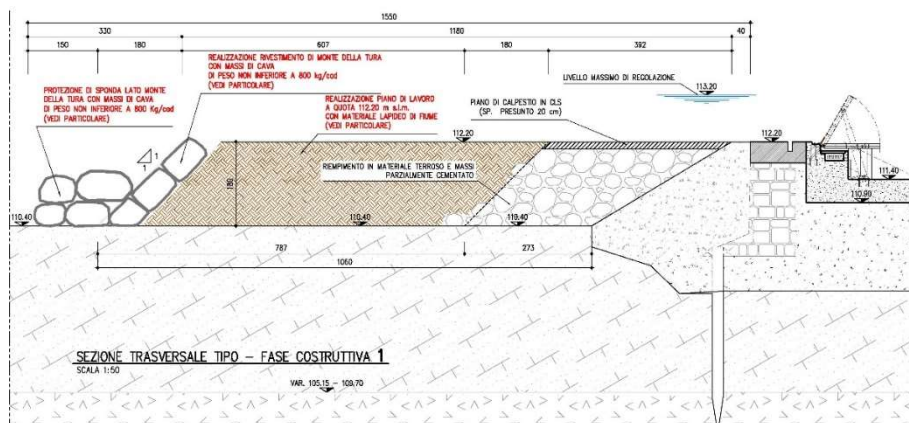 1550
330
1180
40
150
180
607
180
392
REALIZZAZIONE RIVESTIMENTO DI MONTE DELLA TURA
CON MASSI DI CAVA
DI PESO NON INFERIORE A 800 kg/cad
(VEDI PARTICOLARE)
PROTEZIONE DI SPONDA LATO MONTE
DELLA TURA CON MASSI DI CAVA
DI PESO NON INFERIORE A 800 Kg/cad
(VEDI PARTICOLARE)
REALIZZAZIONE PIANO DI LAVORO
A QUOTA 112.20 m s.l.m.
CON MATERIALE LAPIDEO DI FIUME
(VEDI PARTICOLARE)
LIVELLO MASSIMO DI REGOLAZIONE
113.20
PIANO DI CALPESTIO IN CLS
(SP. PRESUNTO 20 cm)
112.20
112.20
1
1
RIEMPIMENTO IN MATERIALE TERROSO E MASSI
PARZIALMENTE CEMENTATO
180
111.40
110.90
110.40
110.40
110.40
787
273
1060
SEZIONE TRASVERSALE TIPO – FASE COSTRUTTIVA 1
SCALA 1:50
VAR. 105.15 – 109.70